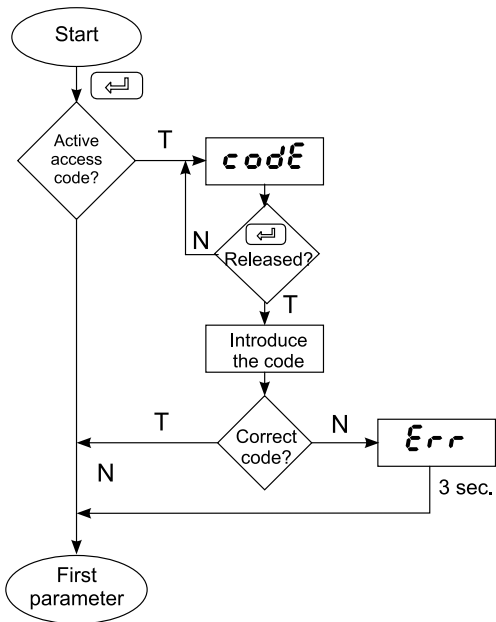 Start
Active
access
code?
T
codE
N
Released?
T
Introduce
the code
T
Correct
code?
N
Err
N
3 sec.
First
parameter